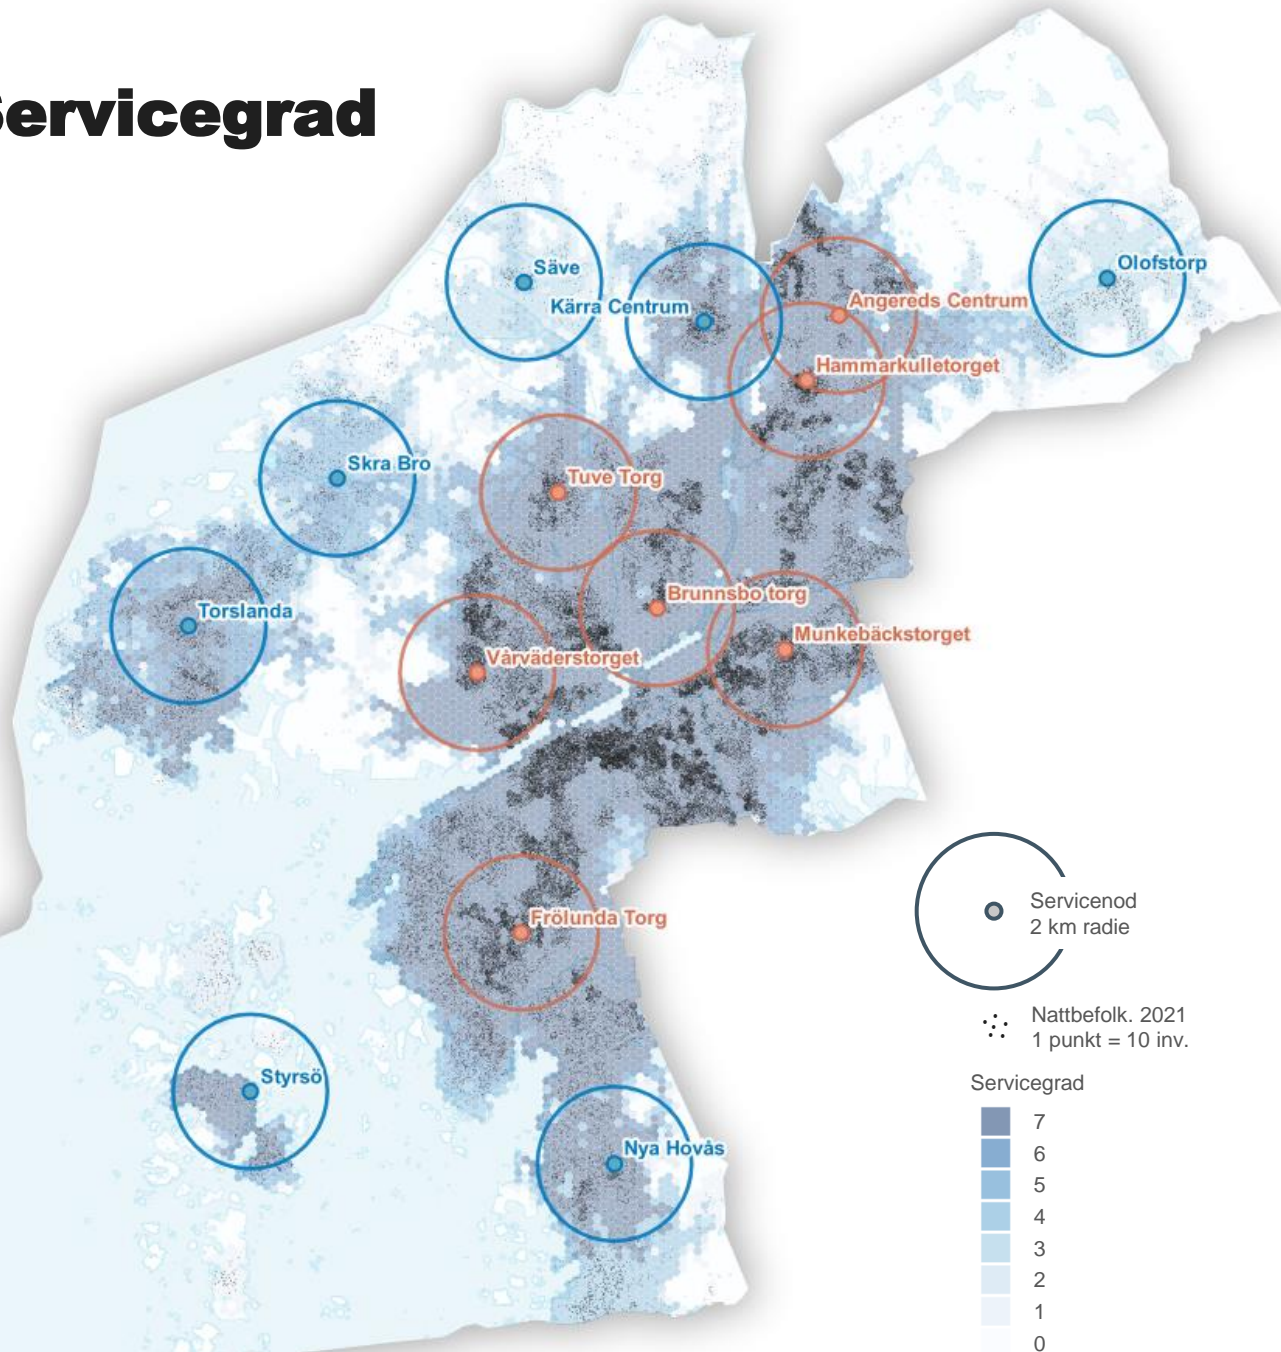 Servicegrad
Säve
Olofstorp
Kärra Centrum
Angereds Centrum
Hammarkulletorget
Skra Bro
Tuve Torg
Brunnsbo torg
Torslanda
Munkebäckstorget
Vårväderstorget
Frölunda Torg
Styrsö
Nya Hovås
Servicenod
2 km radie
Nattbefolk. 2021
1 punkt = 10 inv.
Servicegrad
7
6
5
4
3
2
1
0